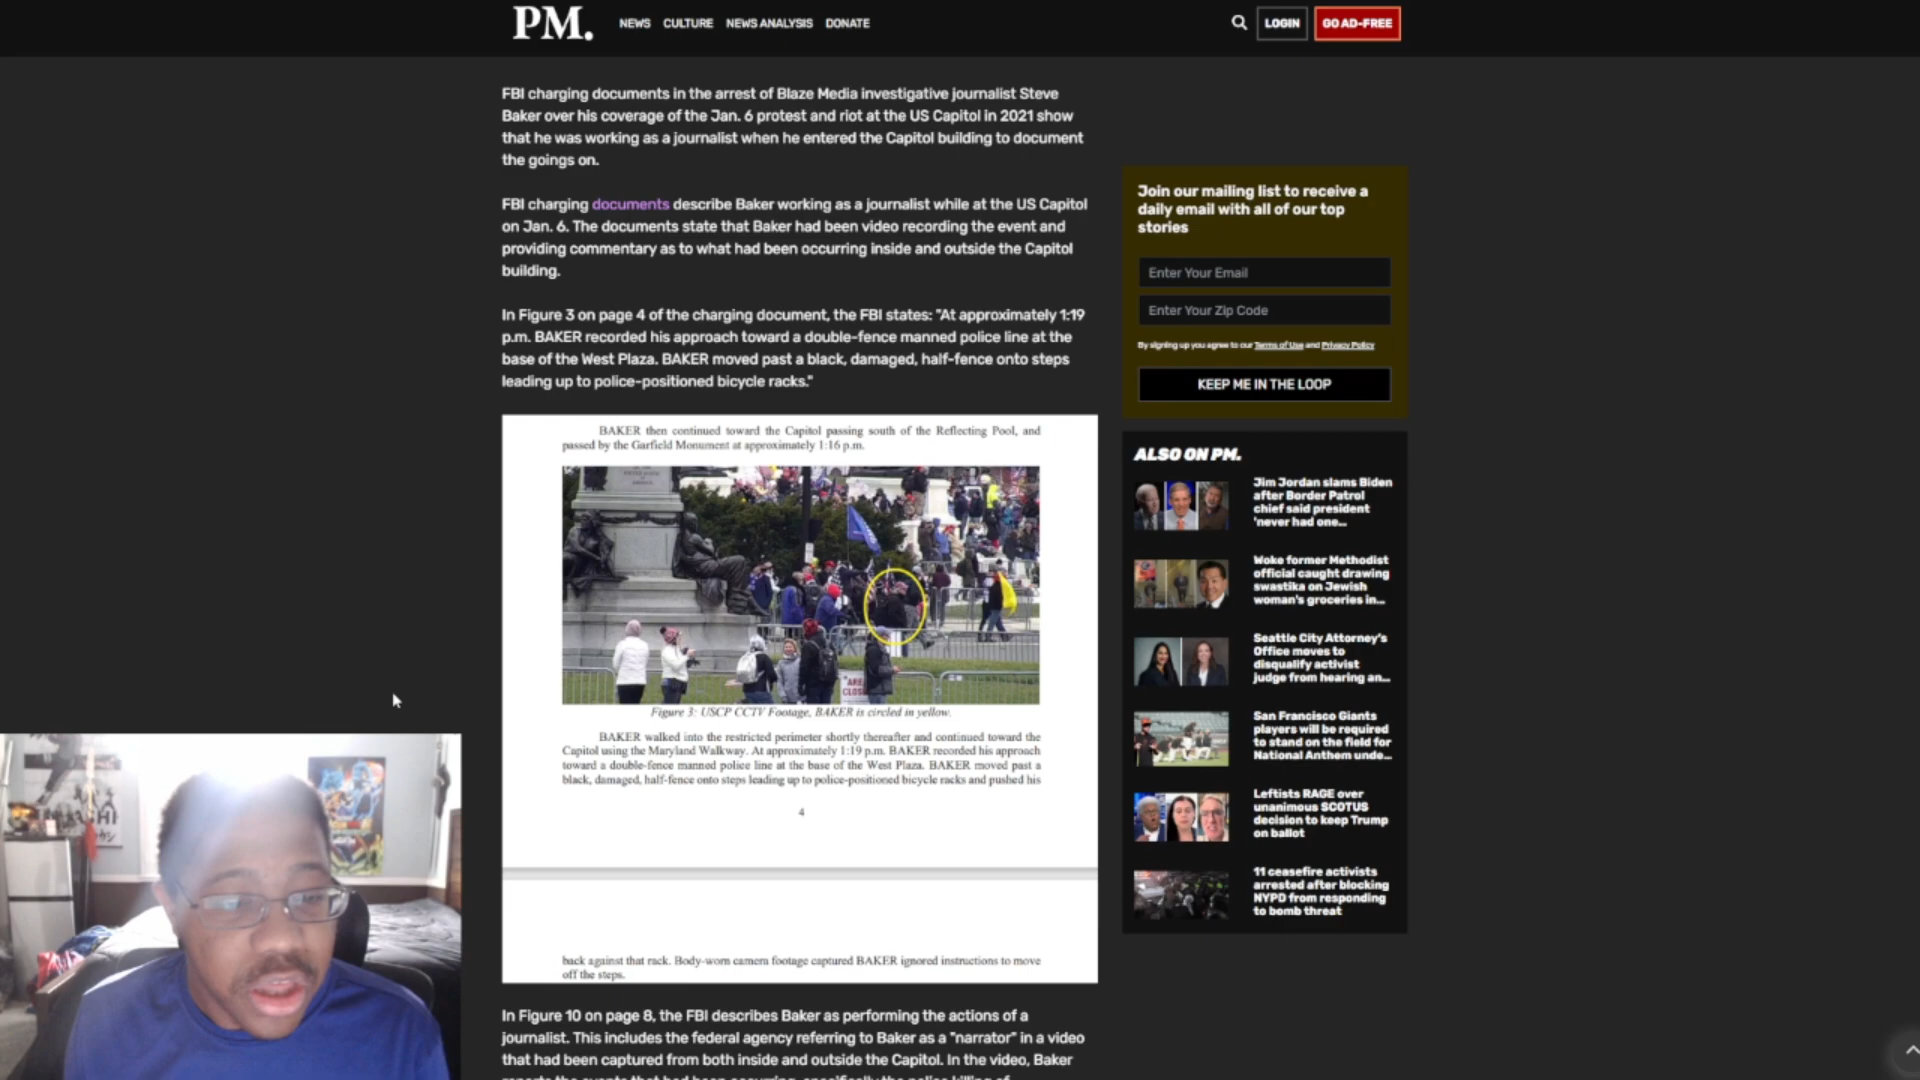 PM.
NEWS CULTURE NEWS ANALYSIS DONATE
LOGIN
GO AD-FREE
FBI charging documents in the arrest of Blaze Media investigative journalist Steve
Baker over his coverage of the Jan. 6 protest and riot at the US Capitol in 2021 show
that he was working as a journalist when he entered the Capitol building to document
the goings on.
FBI charging documents describe Baker working as a journalist while at the US Capitol
on Jan. 6. The documents state that Baker had been video recording the event and
providing commentary as to what had been occurring inside and outside the Capitol
building.
In Figure 3 on page 4 of the charging document, the FBI states: "At approximately 1:19
p.m. BAKER recorded his approach toward a double-fence manned police line at the
base of the West Plaza. BAKER moved past a black, damaged, half-fence onto steps
leading up to police-positioned bicycle racks."
BAKER then continued toward the Capitol passing south of the Reflecting Pool, and
passed by the Garfield Monument at approximately 1:16 p.m.
AREA
CLOS
Figure 3: USCP CCTV Footage, BAKER is circled in yellow.
BAKER walked into the restricted perimeter shortly thereafter and continued toward the
Capitol using the Maryland Walkway. At approximately 1:19 p.m. BAKER recorded his approach
toward a double-fence manned police line at the base of the West Plaza. BAKER moved past a
black, damaged, half-fence onto steps leading up to police-positioned bicycle racks and pushed his
4
back against that rack. Body-worn camera footage captured BAKER ignored instructions to move
off the steps.
In Figure 10 on page 8, the FBI describes Baker as performing the actions of a
journalist. This includes the federal agency referring to Baker as a "narrator" in a video
that had been captured from both inside and outside the Capitol. In the video, Baker
Join our mailing list to receive a
daily email with all of our top
stories
Enter Your Email
Enter Your Zip Code
By signing up you agree to our Terms of Use and Privacy Policy
KEEP ME IN THE LOOP
ALSO ON PM.
Jim Jordan slams Biden
after Border Patrol
chief said president
'never had one...
Woke former Methodist
official caught drawing
swastika on Jewish
woman's groceries in...
Seattle City Attorney's
Office moves to
disqualify activist
judge from hearing an...
San Francisco Giants
players will be required
to stand on the field for
National Anthem unde...
Leftists RAGE over
unanimous SCOTUS
decision to keep Trump
on ballot
11 ceasefire activists
arrested after blocking
NYPD from responding
to bomb threat